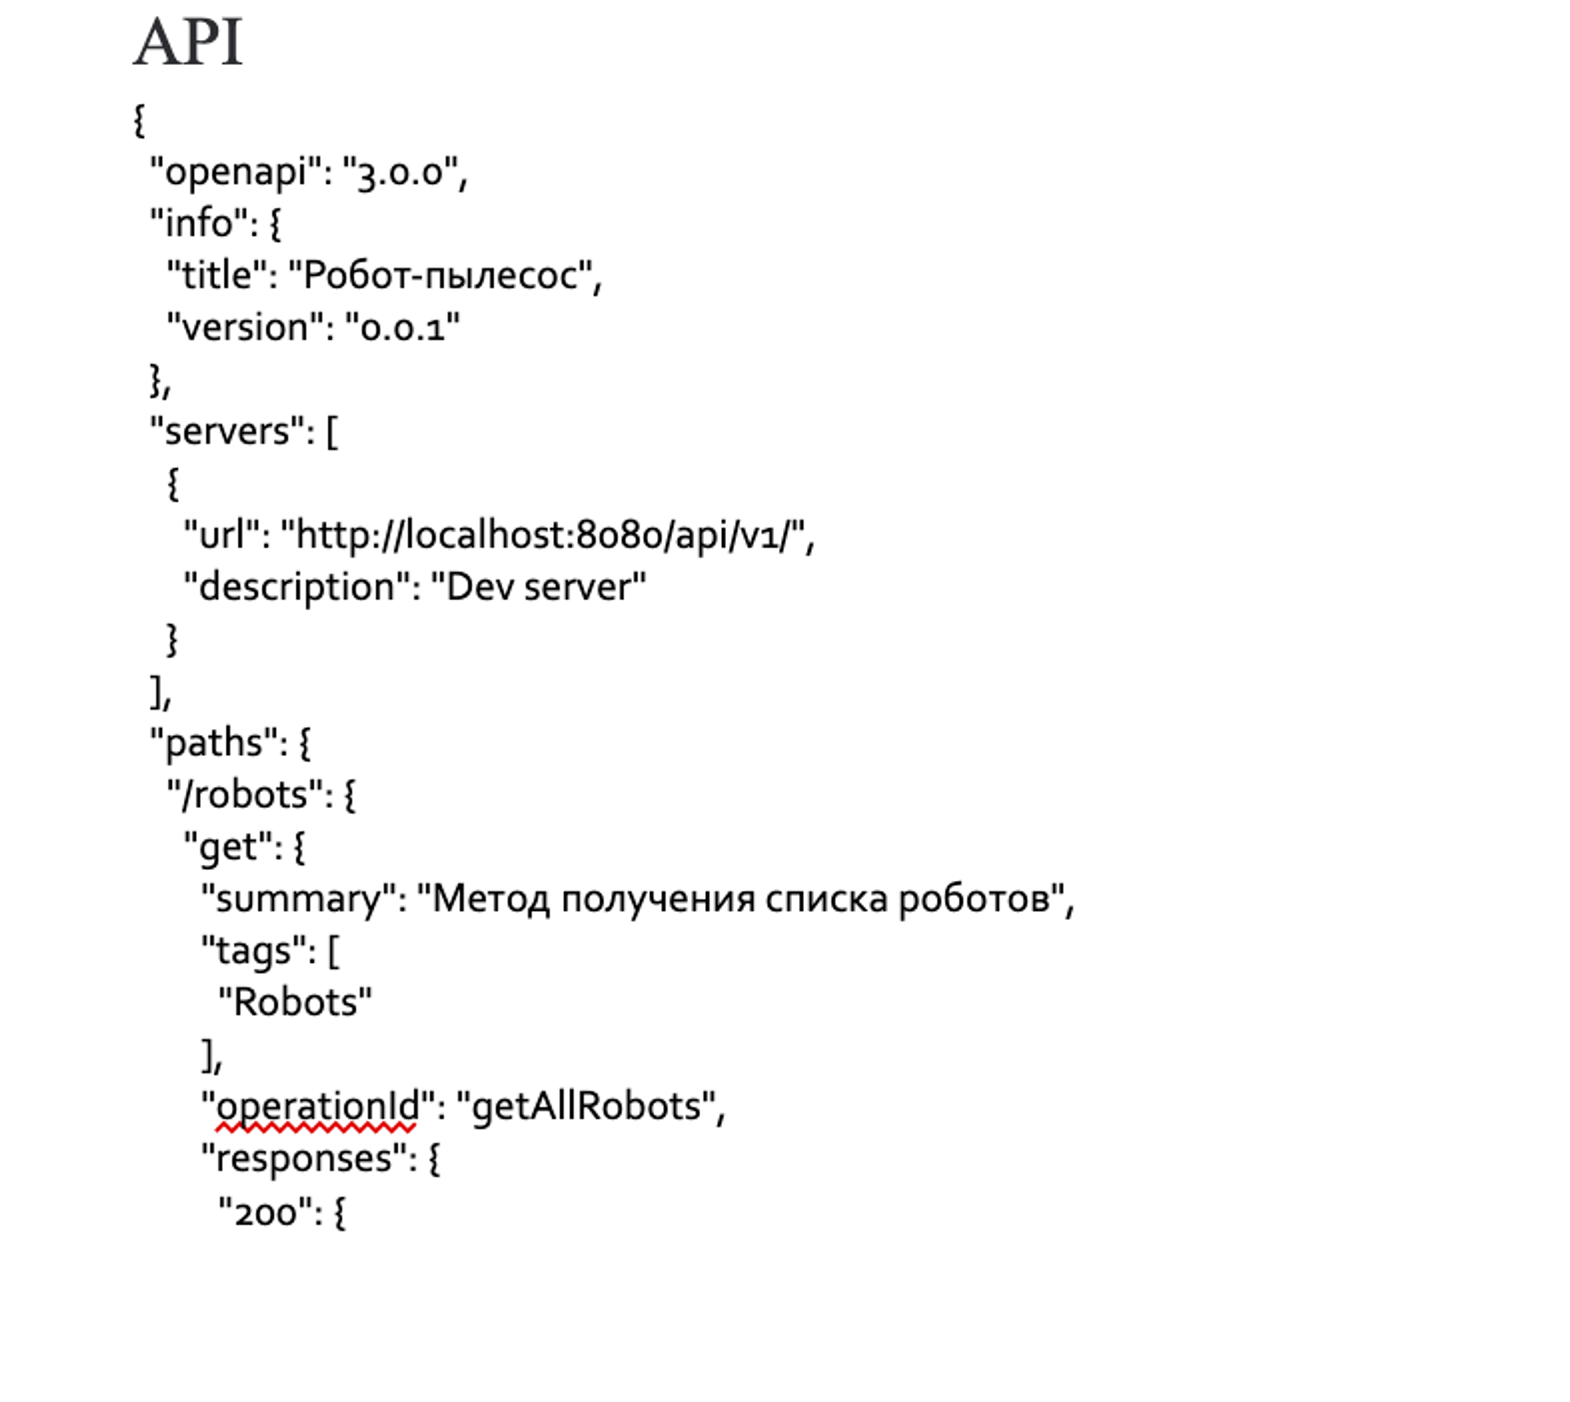 API
{
"openapi": "3.0.0",
"info": {
"title": "Робот-пылесос",
"version": "0.0.1"
},
"servers": [
{
"url": "http://localhost:8080/api/v1/",
"description": "Dev server"
}
],
"paths": {
"/robots": {
"get": {
"summary": "Метод получения списка роботов",
"tags": [
"Robots"
],
"operationId": "getAllRobots",
"responses": {
"200": {